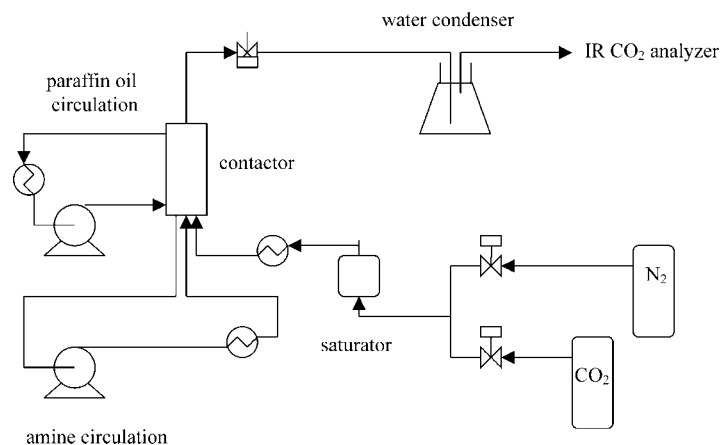 water condenser
IR CO₂ analyzer
paraffin oil
circulation
contactor
N₂
saturator
CO₂
amine circulation